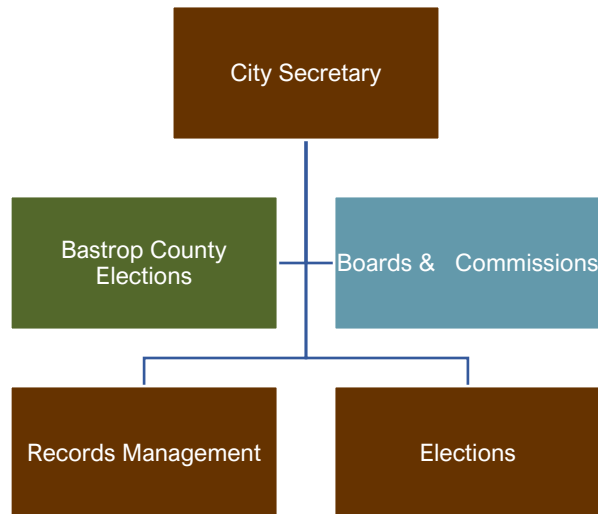 City Secretary
Bastrop County
Elections
Boards &   Commissions
Records Management
Elections